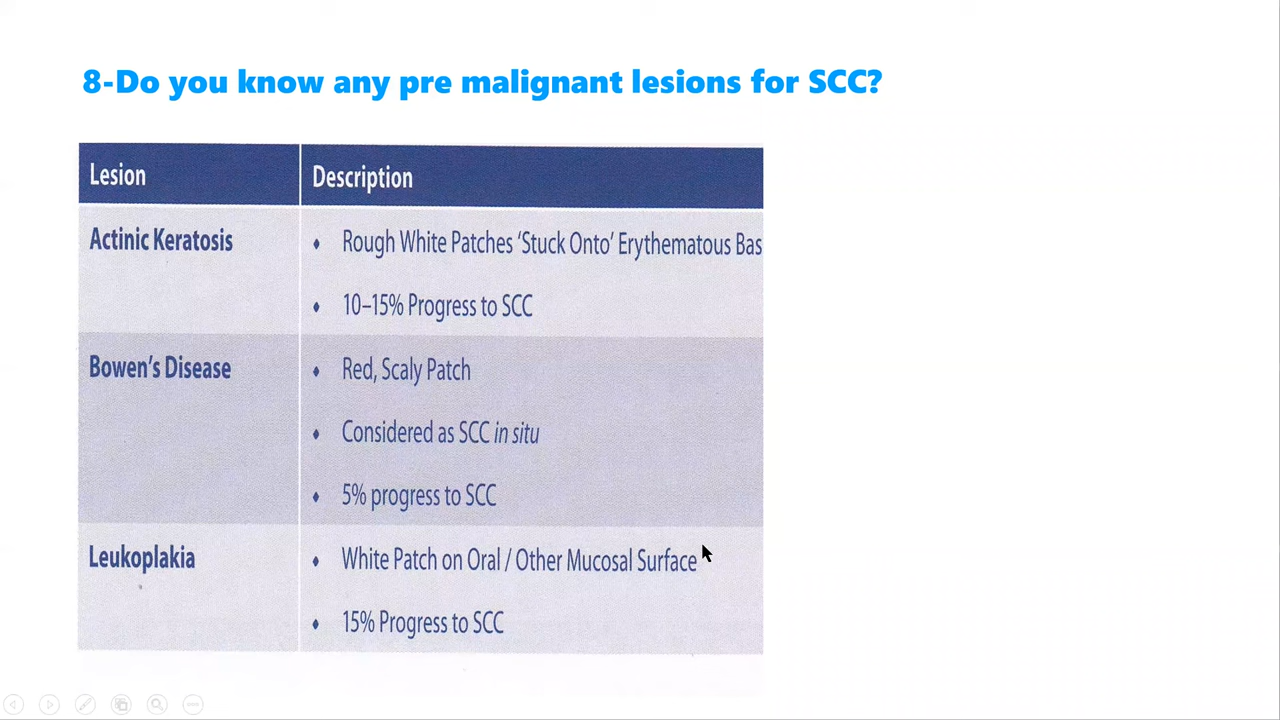 8-Do you know any pre malignant lesions for SCC?
Lesion Description
Actinic Keratosis • Rough White Patches ‘Stuck Onto’ Erythematous Bas
• 10–15% Progress to SCC
Bowen’s Disease • Red, Scaly Patch
• Considered as SCC in situ
• 5% progress to SCC
Leukoplakia • White Patch on Oral / Other Mucosal Surface
• 15% Progress to SCC